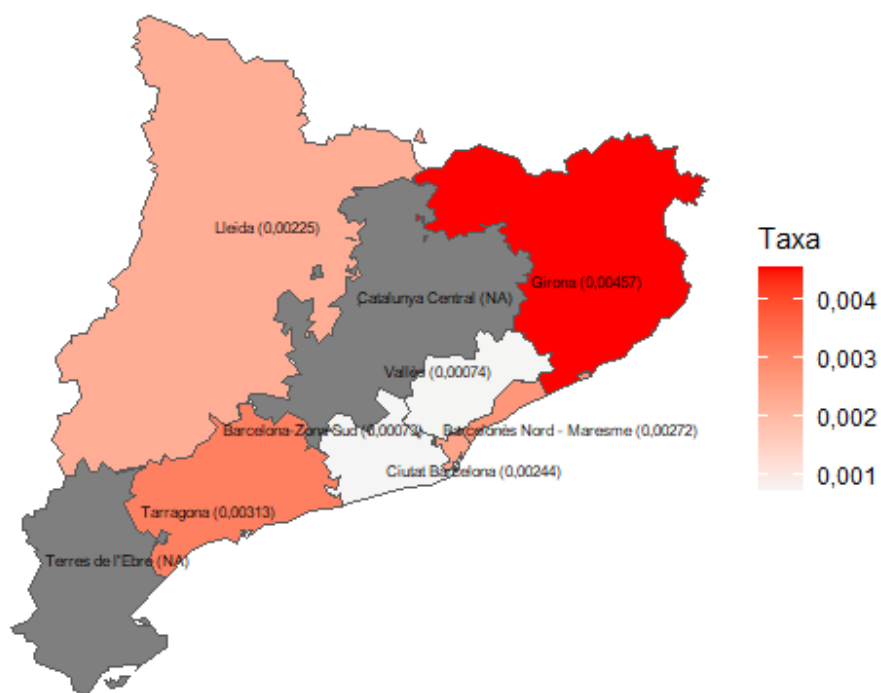 Lleida (0,00225)
Taxa
Girona (0,00457)
Catalunya Central (NA)
0,004
0,003
Vallès (0,00074)
0,002
Barcelona-Zona Sud (0,00073)
Barcelonès Nord - Maresme (0,00272)
0,001
Ciutat Barcelona (0,00244)
Tarragona (0,00313)
Terres de l'Ebre (NA)